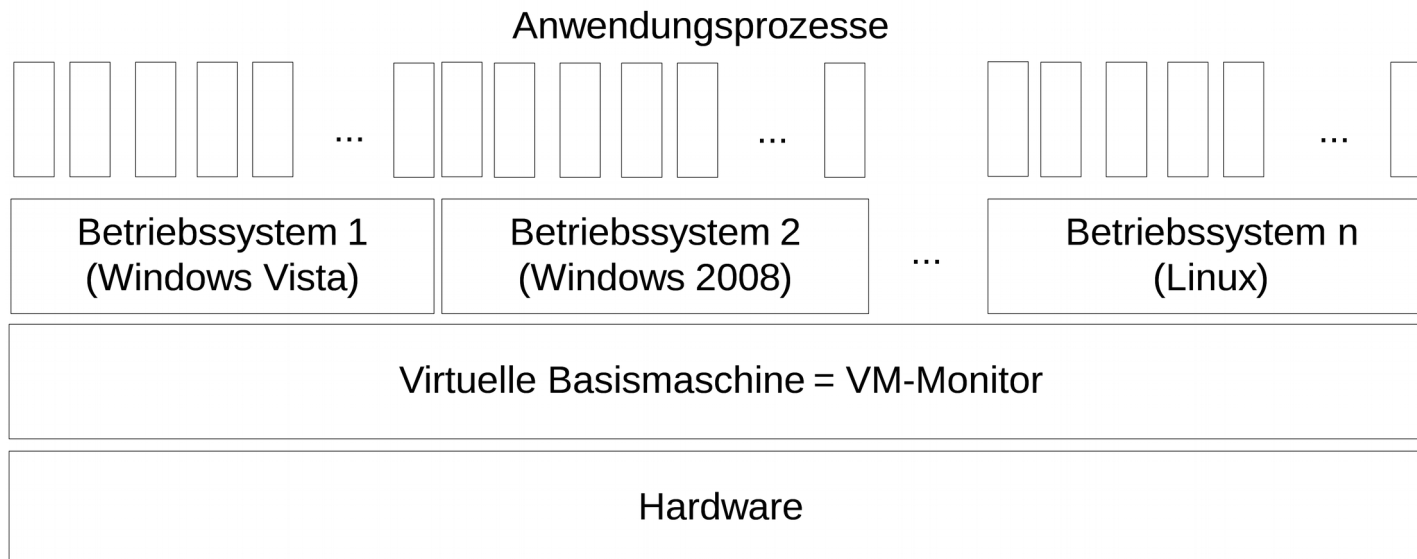 Anwendungsprozesse
... ... ...
Betriebssystem 1
(Windows Vista)
Betriebssystem 2
(Windows 2008)
...
Betriebssystem n
(Linux)
Virtuelle Basismaschine = VM-Monitor
Hardware